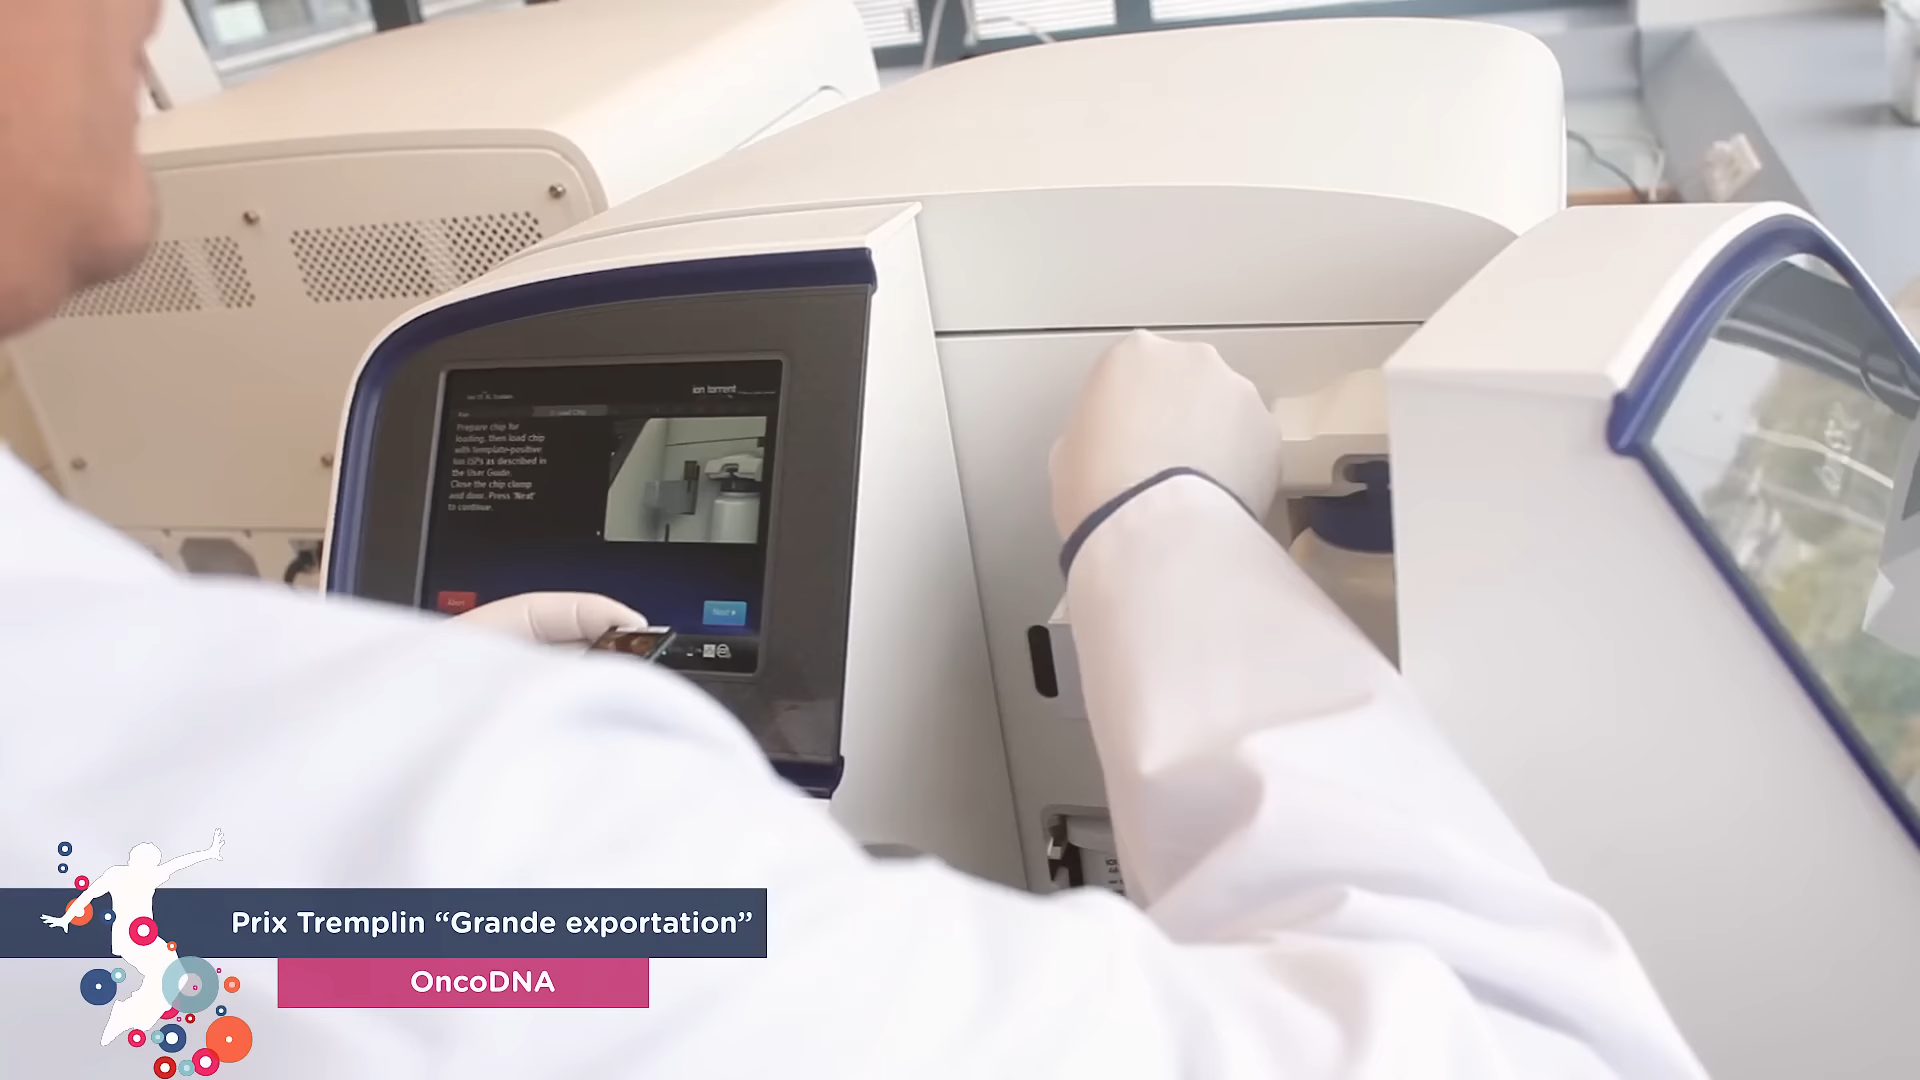 ion torrent
Prepare chip for
loading, then load chip
with template-positive
Ion ISPs as described in
the User Guide.
Close the chip clamp
and door. Press 'Next'
to continue.
Next
Prix Tremplin “Grande exportation”
OncoDNA